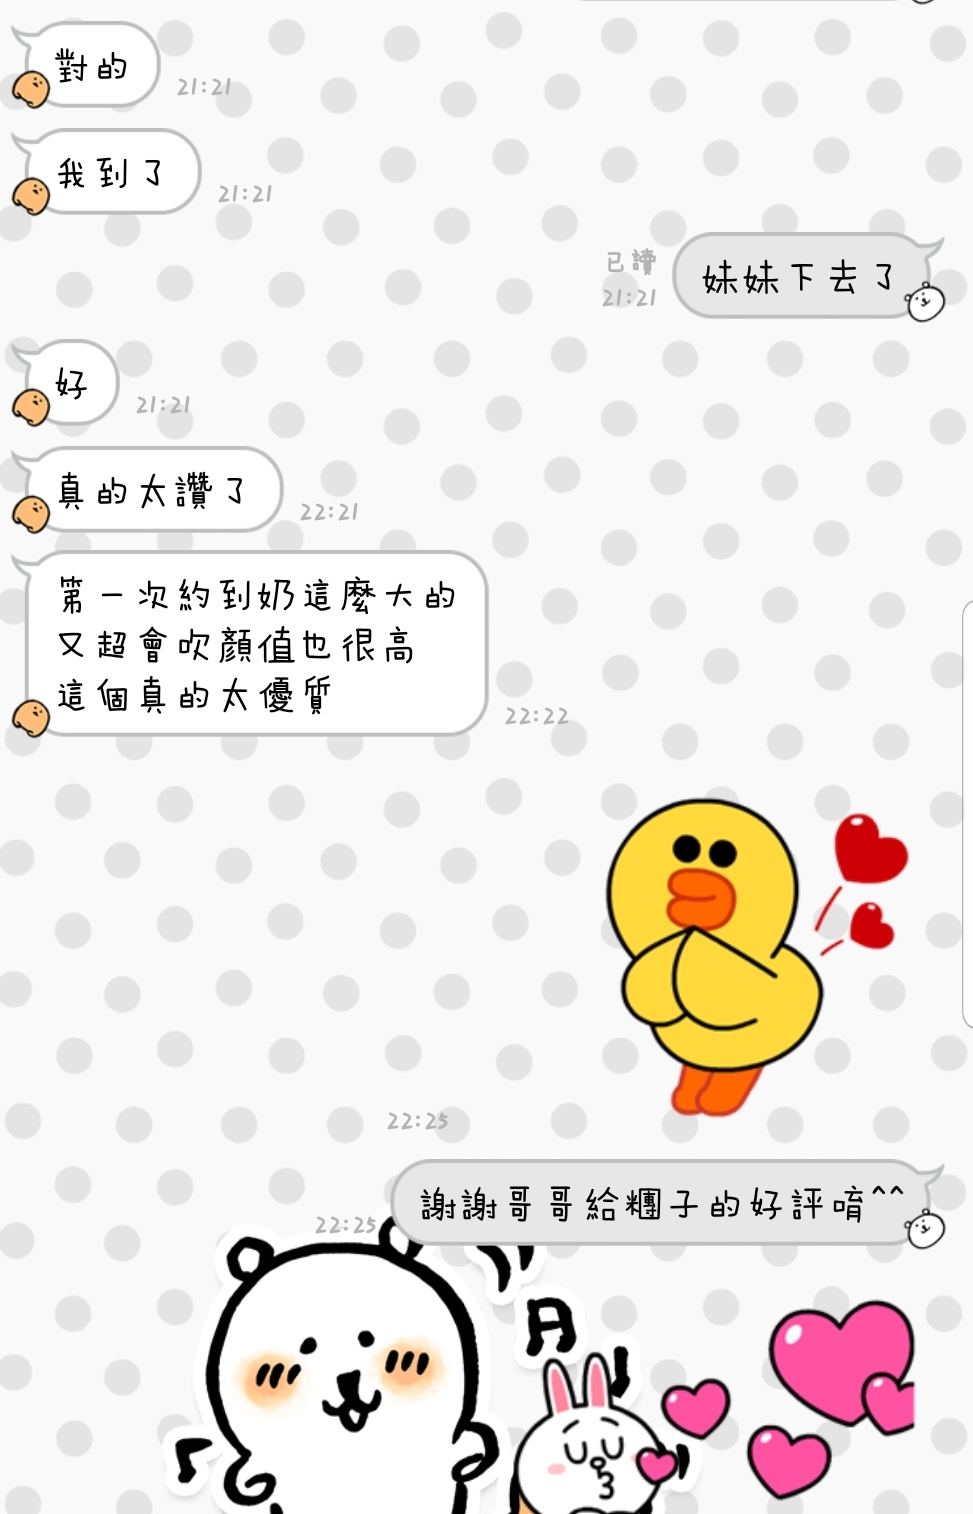 對的
21:21
我到了
21:21
已讀
21:21
妹妹下去了
好
21:21
真的太讚了
22:21
第一次約到奶這麼大的
又超會吹顏值也很高
這個真的太優質
22:22
22:25
謝謝哥哥給糰子的好評唷^^
22:25